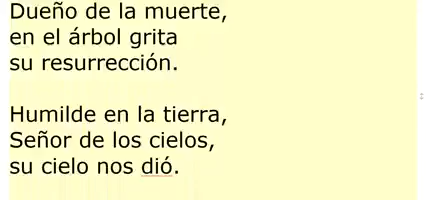 Dueño de la muerte,
en el árbol grita
su resurrección.
Humilde en la tierra,
Señor de los cielos,
su cielo nos dió.